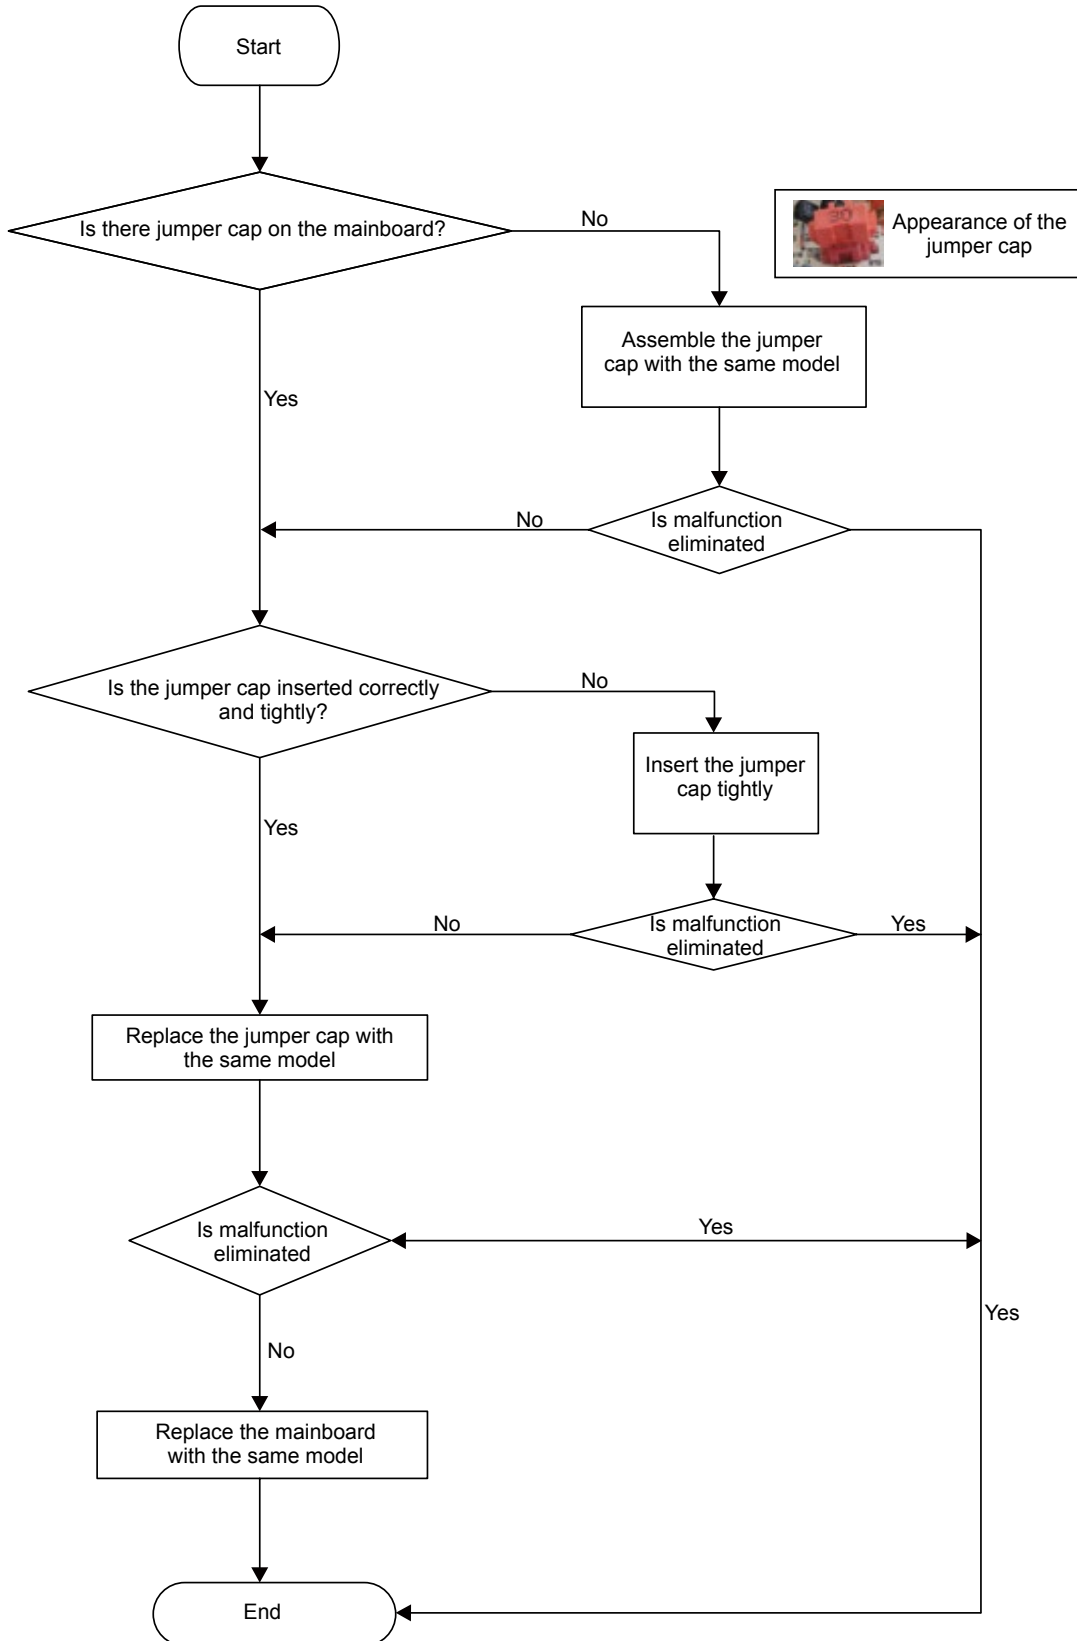 Start
Is there jumper cap on the mainboard?
No
Appearance of the
jumper cap
Assemble the jumper
cap with the same model
Yes
No
Is malfunction
eliminated
Is the jumper cap inserted correctly
and tightly?
No
Insert the jumper
cap tightly
Yes
No
Is malfunction
eliminated
Yes
Replace the jumper cap with
the same model
Is malfunction
eliminated
Yes
Yes
No
Replace the mainboard
with the same model
End